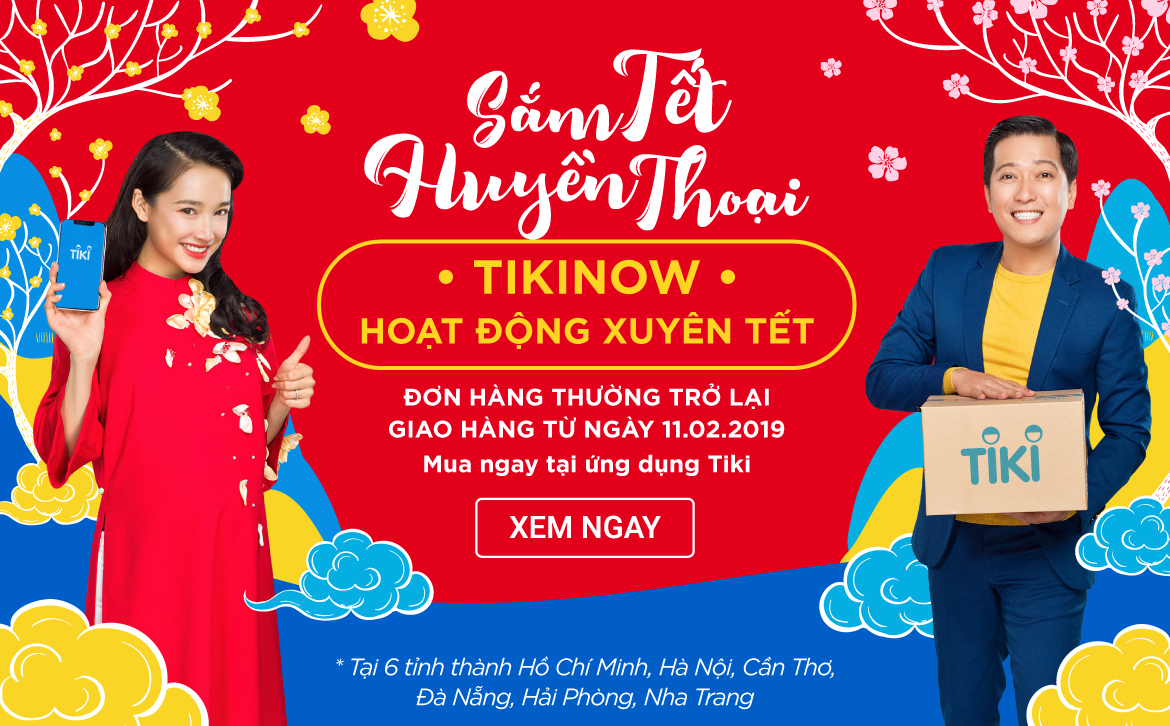 Sắm Tết
Huyền Thoại
• TIKINOW •
HOẠT ĐỘNG XUYÊN TẾT
ĐƠN HÀNG THƯỜNG TRỞ LẠI
GIAO HÀNG TỪ NGÀY 11.02.2019
Mua ngay tại ứng dụng Tiki
XEM NGAY
TIKI
TIKI
* Tại 6 tỉnh thành Hồ Chí Minh, Hà Nội, Cần Thơ,
Đà Nẵng, Hải Phòng, Nha Trang